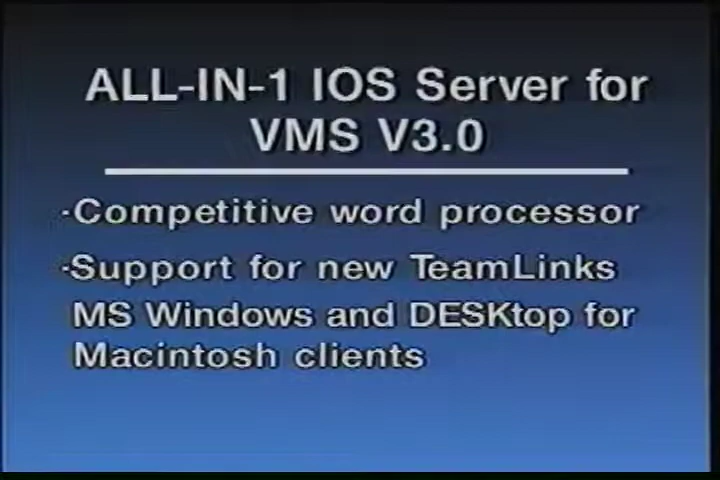 ALL-IN-1 IOS Server for
VMS V3.0
·Competitive word processor
·Support for new TeamLinks
MS Windows and DESKtop for
Macintosh clients